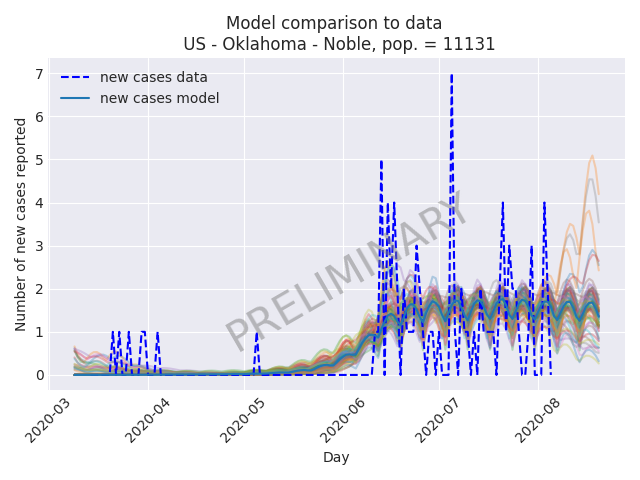 Model comparison to data
US - Oklahoma - Noble, pop. = 11131
new cases data
new cases model
PRELIMINARY
Number of new cases reported
7
6
5
4
3
2
1
0
2020-03
2020-04
2020-05
2020-06
2020-07
2020-08
Day